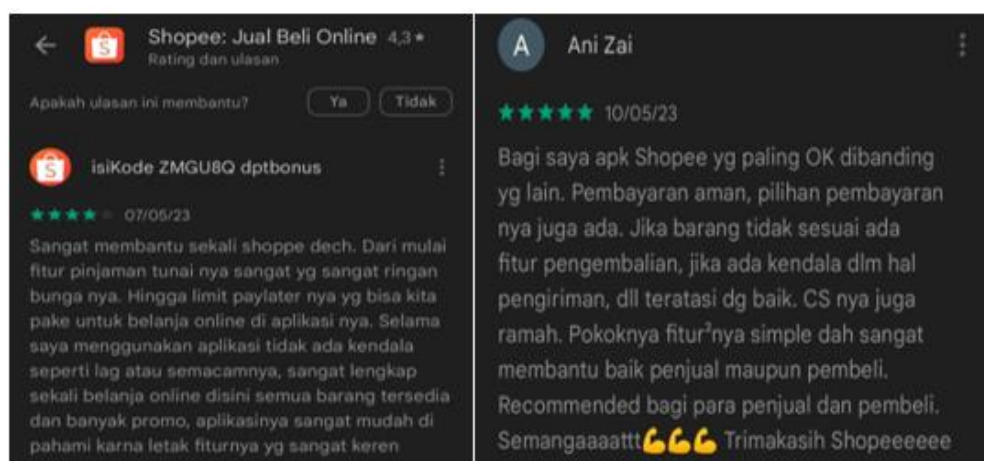 Shopee: Jual Beli Online 4,3 ★
Rating dan ulasan
Apakah ulasan ini membantu?
Ya
Tidak
isiKode ZMGU8Q dptbonus
07/05/23
Sangat membantu sekali shoppe dech. Dari mulai
fitur pinjaman tunai nya sangat yg sangat ringan
bunga nya. Hingga limit paylater nya yg bisa kita
pake untuk belanja online di aplikasi nya. Selama
saya menggunakan aplikasi tidak ada kendala
seperti lag atau semacamnya, sangat lengkap
sekali belanja online disini semua barang tersedia
dan banyak promo, aplikasinya sangat mudah di
pahami karna letak fiturnya yg sangat keren
A
Ani Zai
10/05/23
Bagi saya apk Shopee yg paling OK dibanding
yg lain. Pembayaran aman, pilihan pembayaran
nya juga ada. Jika barang tidak sesuai ada
fitur pengembalian, jika ada kendala dlm hal
pengiriman, dll teratasi dg baik. CS nya juga
ramah. Pokoknya fitur²nya simple dah sangat
membantu baik penjual maupun pembeli.
Recommended bagi para penjual dan pembeli.
Semangaaaattt💪💪💪 Trimakasih Shopeeeeee